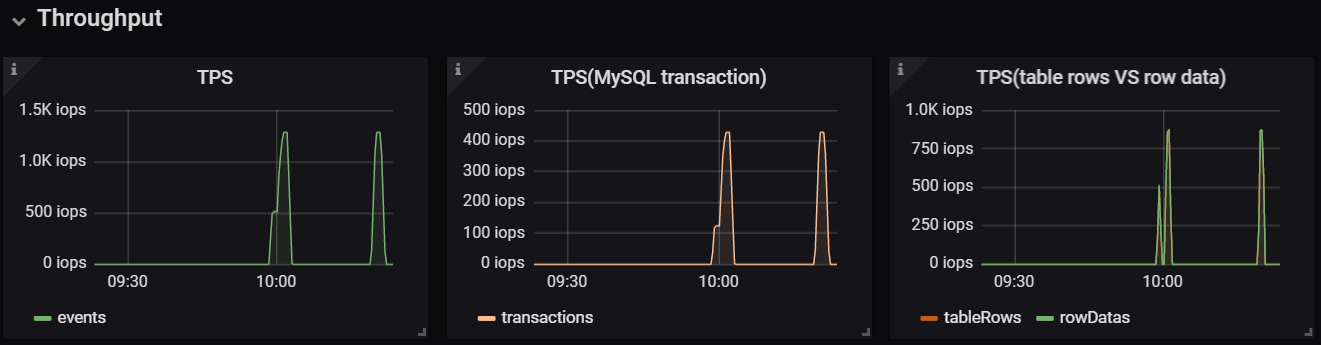 Throughput
TPS
1.5K iops
1.0K iops
500 iops
0 iops
09:30 10:00
events
TPS(MySQL transaction)
500 iops
400 iops
300 iops
200 iops
100 iops
0 iops
09:30 10:00
transactions
TPS(table rows VS row data)
1.0K iops
750 iops
500 iops
250 iops
0 iops
09:30 10:00
tableRows rowDatas